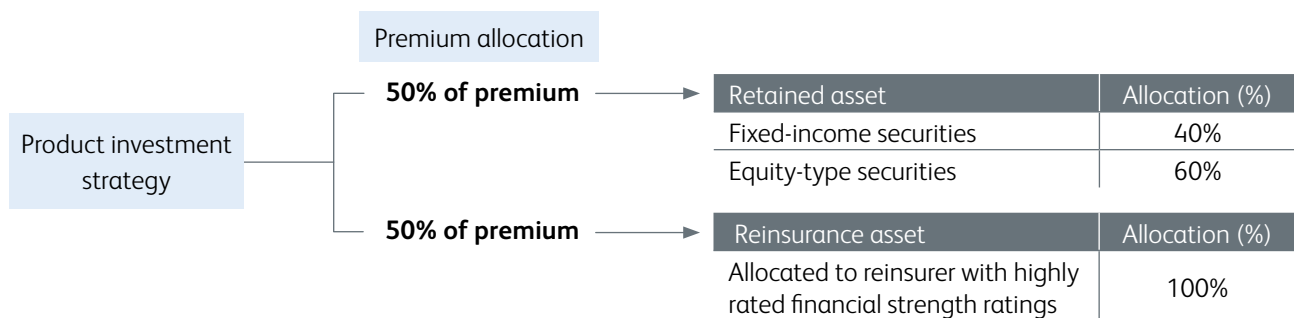 Premium allocation
50% of premium
Retained asset Allocation (%)
Fixed-income securities 40%
Equity-type securities 60%
Product investment
strategy
50% of premium
Reinsurance asset Allocation (%)
Allocated to reinsurer with highly
rated financial strength ratings 100%